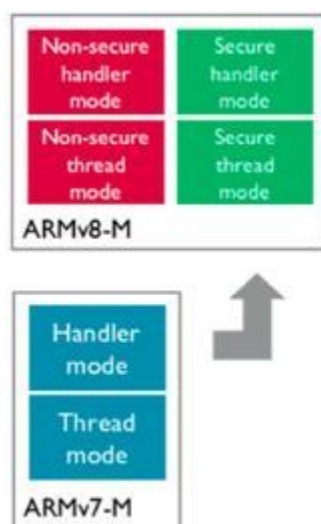 Non-secure
handler
mode
Secure
handler
mode
Non-secure
thread
mode
Secure
thread
mode
ARMv8-M
Handler
mode
Thread
mode
ARMv7-M